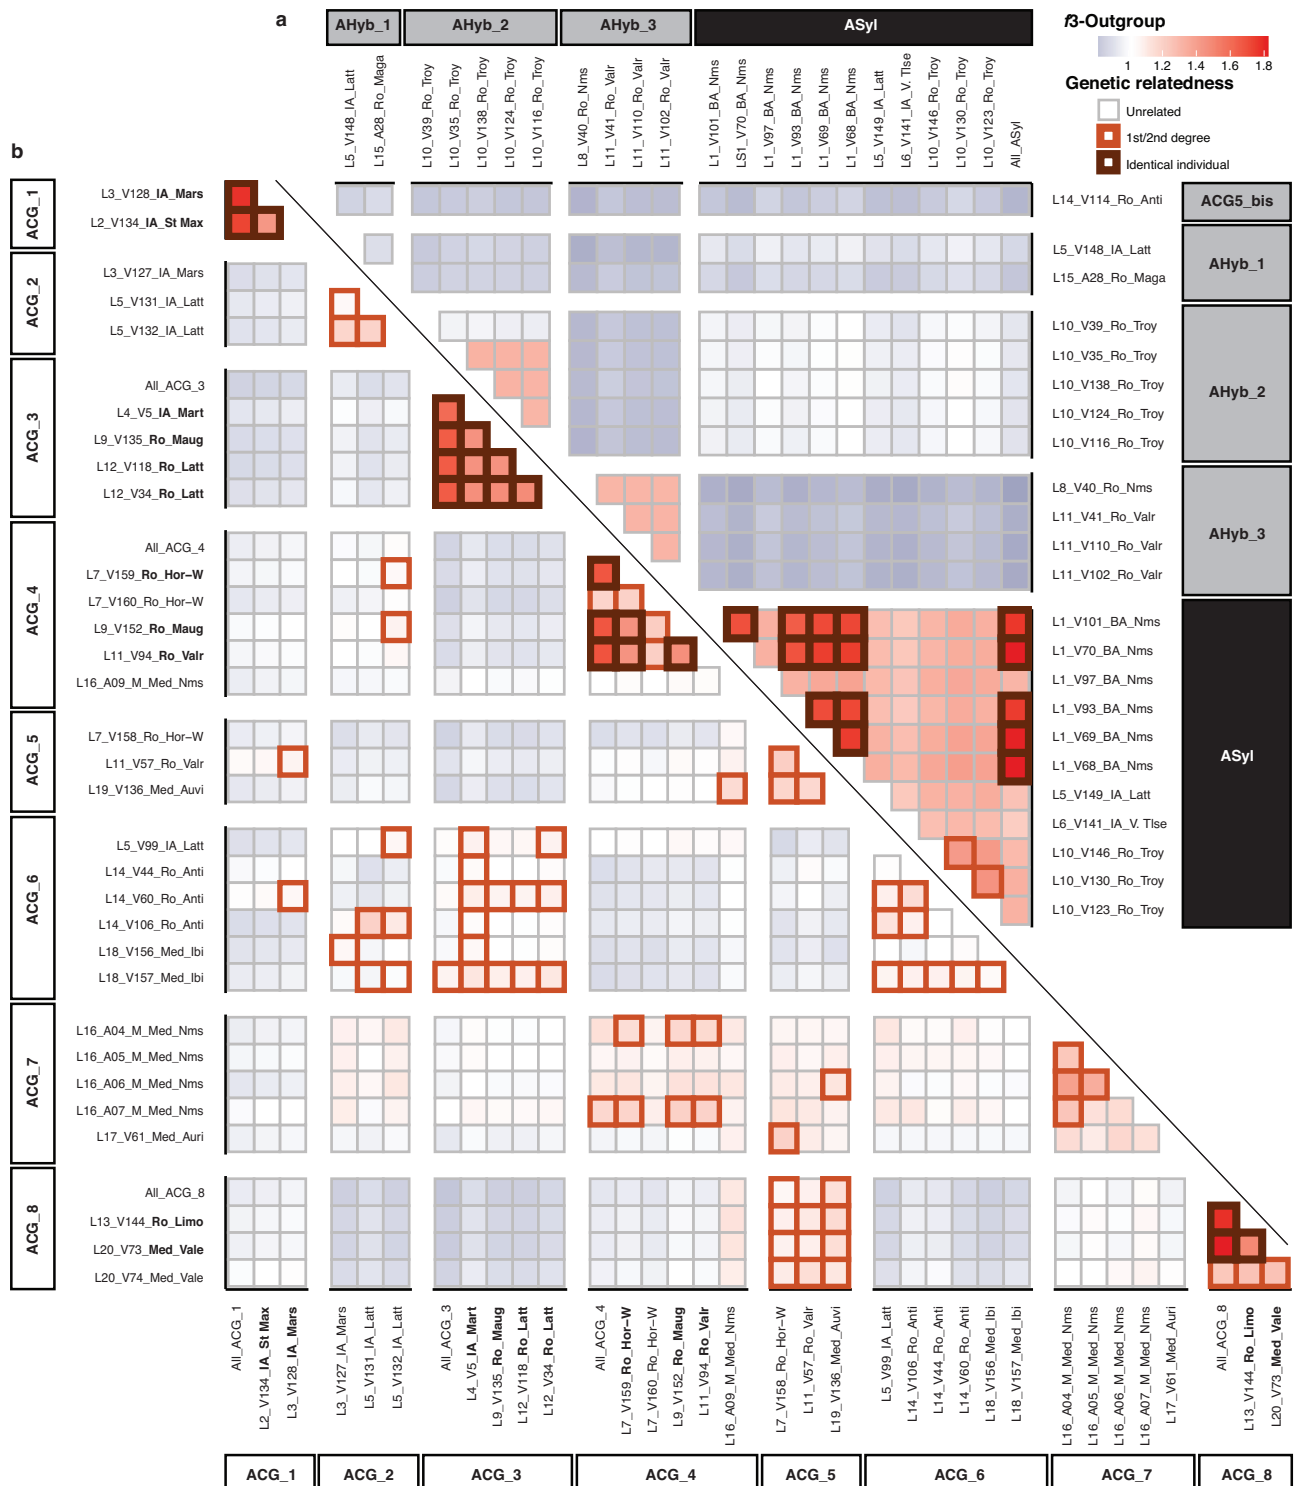 a
AHyb_1
AHyb_2
AHyb_3
ASyl
f3-Outgroup
1
1.2
1.4
1.6
1.8
Genetic relatedness
Unrelated
1st/2nd degree
Identical individual
L5_V148_IA_Latt
L15_A28_Ro_Maga
L10_V39_Ro_Troy
L10_V35_Ro_Troy
L10_V138_Ro_Troy
L10_V124_Ro_Troy
L10_V116_Ro_Troy
L8_V40_Ro_Nms
L11_V41_Ro_Valr
L11_V110_Ro_Valr
L11_V102_Ro_Valr
L1_V101_BA_Nms
LS1_V70_BA_Nms
L1_V97_BA_Nms
L1_V93_BA_Nms
L1_V69_BA_Nms
L1_V68_BA_Nms
L5_V149_IA_Latt
L6_V141_IA_V. Tlse
L10_V146_Ro_Troy
L10_V130_Ro_Troy
L10_V123_Ro_Troy
All_ASyl
L14_V114_Ro_Anti
ACG5_bis
L5_V148_IA_Latt
L15_A28_Ro_Maga
AHyb_1
L10_V39_Ro_Troy
L10_V35_Ro_Troy
L10_V138_Ro_Troy
L10_V124_Ro_Troy
L10_V116_Ro_Troy
AHyb_2
L8_V40_Ro_Nms
L11_V41_Ro_Valr
L11_V110_Ro_Valr
L11_V102_Ro_Valr
AHyb_3
L1_V101_BA_Nms
L1_V70_BA_Nms
L1_V97_BA_Nms
L1_V93_BA_Nms
L1_V69_BA_Nms
L1_V68_BA_Nms
L5_V149_IA_Latt
L6_V141_IA_V. Tlse
L10_V146_Ro_Troy
L10_V130_Ro_Troy
L10_V123_Ro_Troy
ASyl
b
ACG_1
L3_V128_IA_Mars
L2_V134_IA_St Max
ACG_2
L3_V127_IA_Mars
L5_V131_IA_Latt
L5_V132_IA_Latt
ACG_3
All_ACG_3
L4_V5_IA_Mart
L9_V135_Ro_Maug
L12_V118_Ro_Latt
L12_V34_Ro_Latt
ACG_4
All_ACG_4
L7_V159_Ro_Hor–W
L7_V160_Ro_Hor–W
L9_V152_Ro_Maug
L11_V94_Ro_Valr
L16_A09_M_Med_Nms
ACG_5
L7_V158_Ro_Hor–W
L11_V57_Ro_Valr
L19_V136_Med_Auvi
ACG_6
L5_V99_IA_Latt
L14_V44_Ro_Anti
L14_V60_Ro_Anti
L14_V106_Ro_Anti
L18_V156_Med_Ibi
L18_V157_Med_Ibi
ACG_7
L16_A04_M_Med_Nms
L16_A05_M_Med_Nms
L16_A06_M_Med_Nms
L16_A07_M_Med_Nms
L17_V61_Med_Auri
ACG_8
All_ACG_8
L13_V144_Ro_Limo
L20_V73_Med_Vale
L20_V74_Med_Vale
All_ACG_1
L2_V134_IA_St Max
L3_V128_IA_Mars
L3_V127_IA_Mars
L5_V131_IA_Latt
L5_V132_IA_Latt
All_ACG_3
L4_V5_IA_Mart
L9_V135_Ro_Maug
L12_V118_Ro_Latt
L12_V34_Ro_Latt
All_ACG_4
L7_V159_Ro_Hor–W
L7_V160_Ro_Hor–W
L9_V152_Ro_Maug
L11_V94_Ro_Valr
L16_A09_M_Med_Nms
L7_V158_Ro_Hor–W
L11_V57_Ro_Valr
L19_V136_Med_Auvi
L5_V99_IA_Latt
L14_V106_Ro_Anti
L14_V44_Ro_Anti
L14_V60_Ro_Anti
L18_V156_Med_Ibi
L18_V157_Med_Ibi
L16_A04_M_Med_Nms
L16_A05_M_Med_Nms
L16_A06_M_Med_Nms
L16_A07_M_Med_Nms
L17_V61_Med_Auri
All_ACG_8
L13_V144_Ro_Limo
L20_V73_Med_Vale
ACG_1
ACG_2
ACG_3
ACG_4
ACG_5
ACG_6
ACG_7
ACG_8